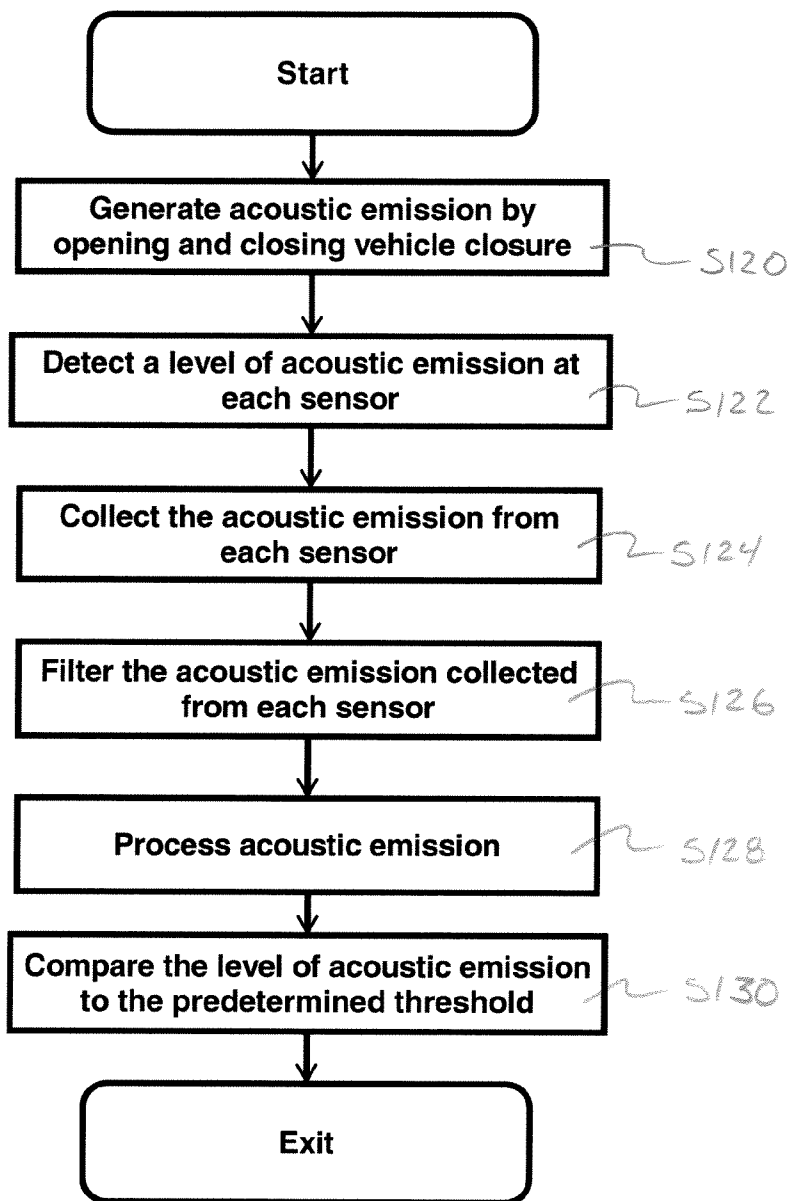 Start
Generate acoustic emission by
opening and closing vehicle closure
S120
Detect a level of acoustic emission at
each sensor
S122
Collect the acoustic emission from
each sensor
S124
Filter the acoustic emission collected
from each sensor
S126
Process acoustic emission
S128
Compare the level of acoustic emission
to the predetermined threshold
S130
Exit